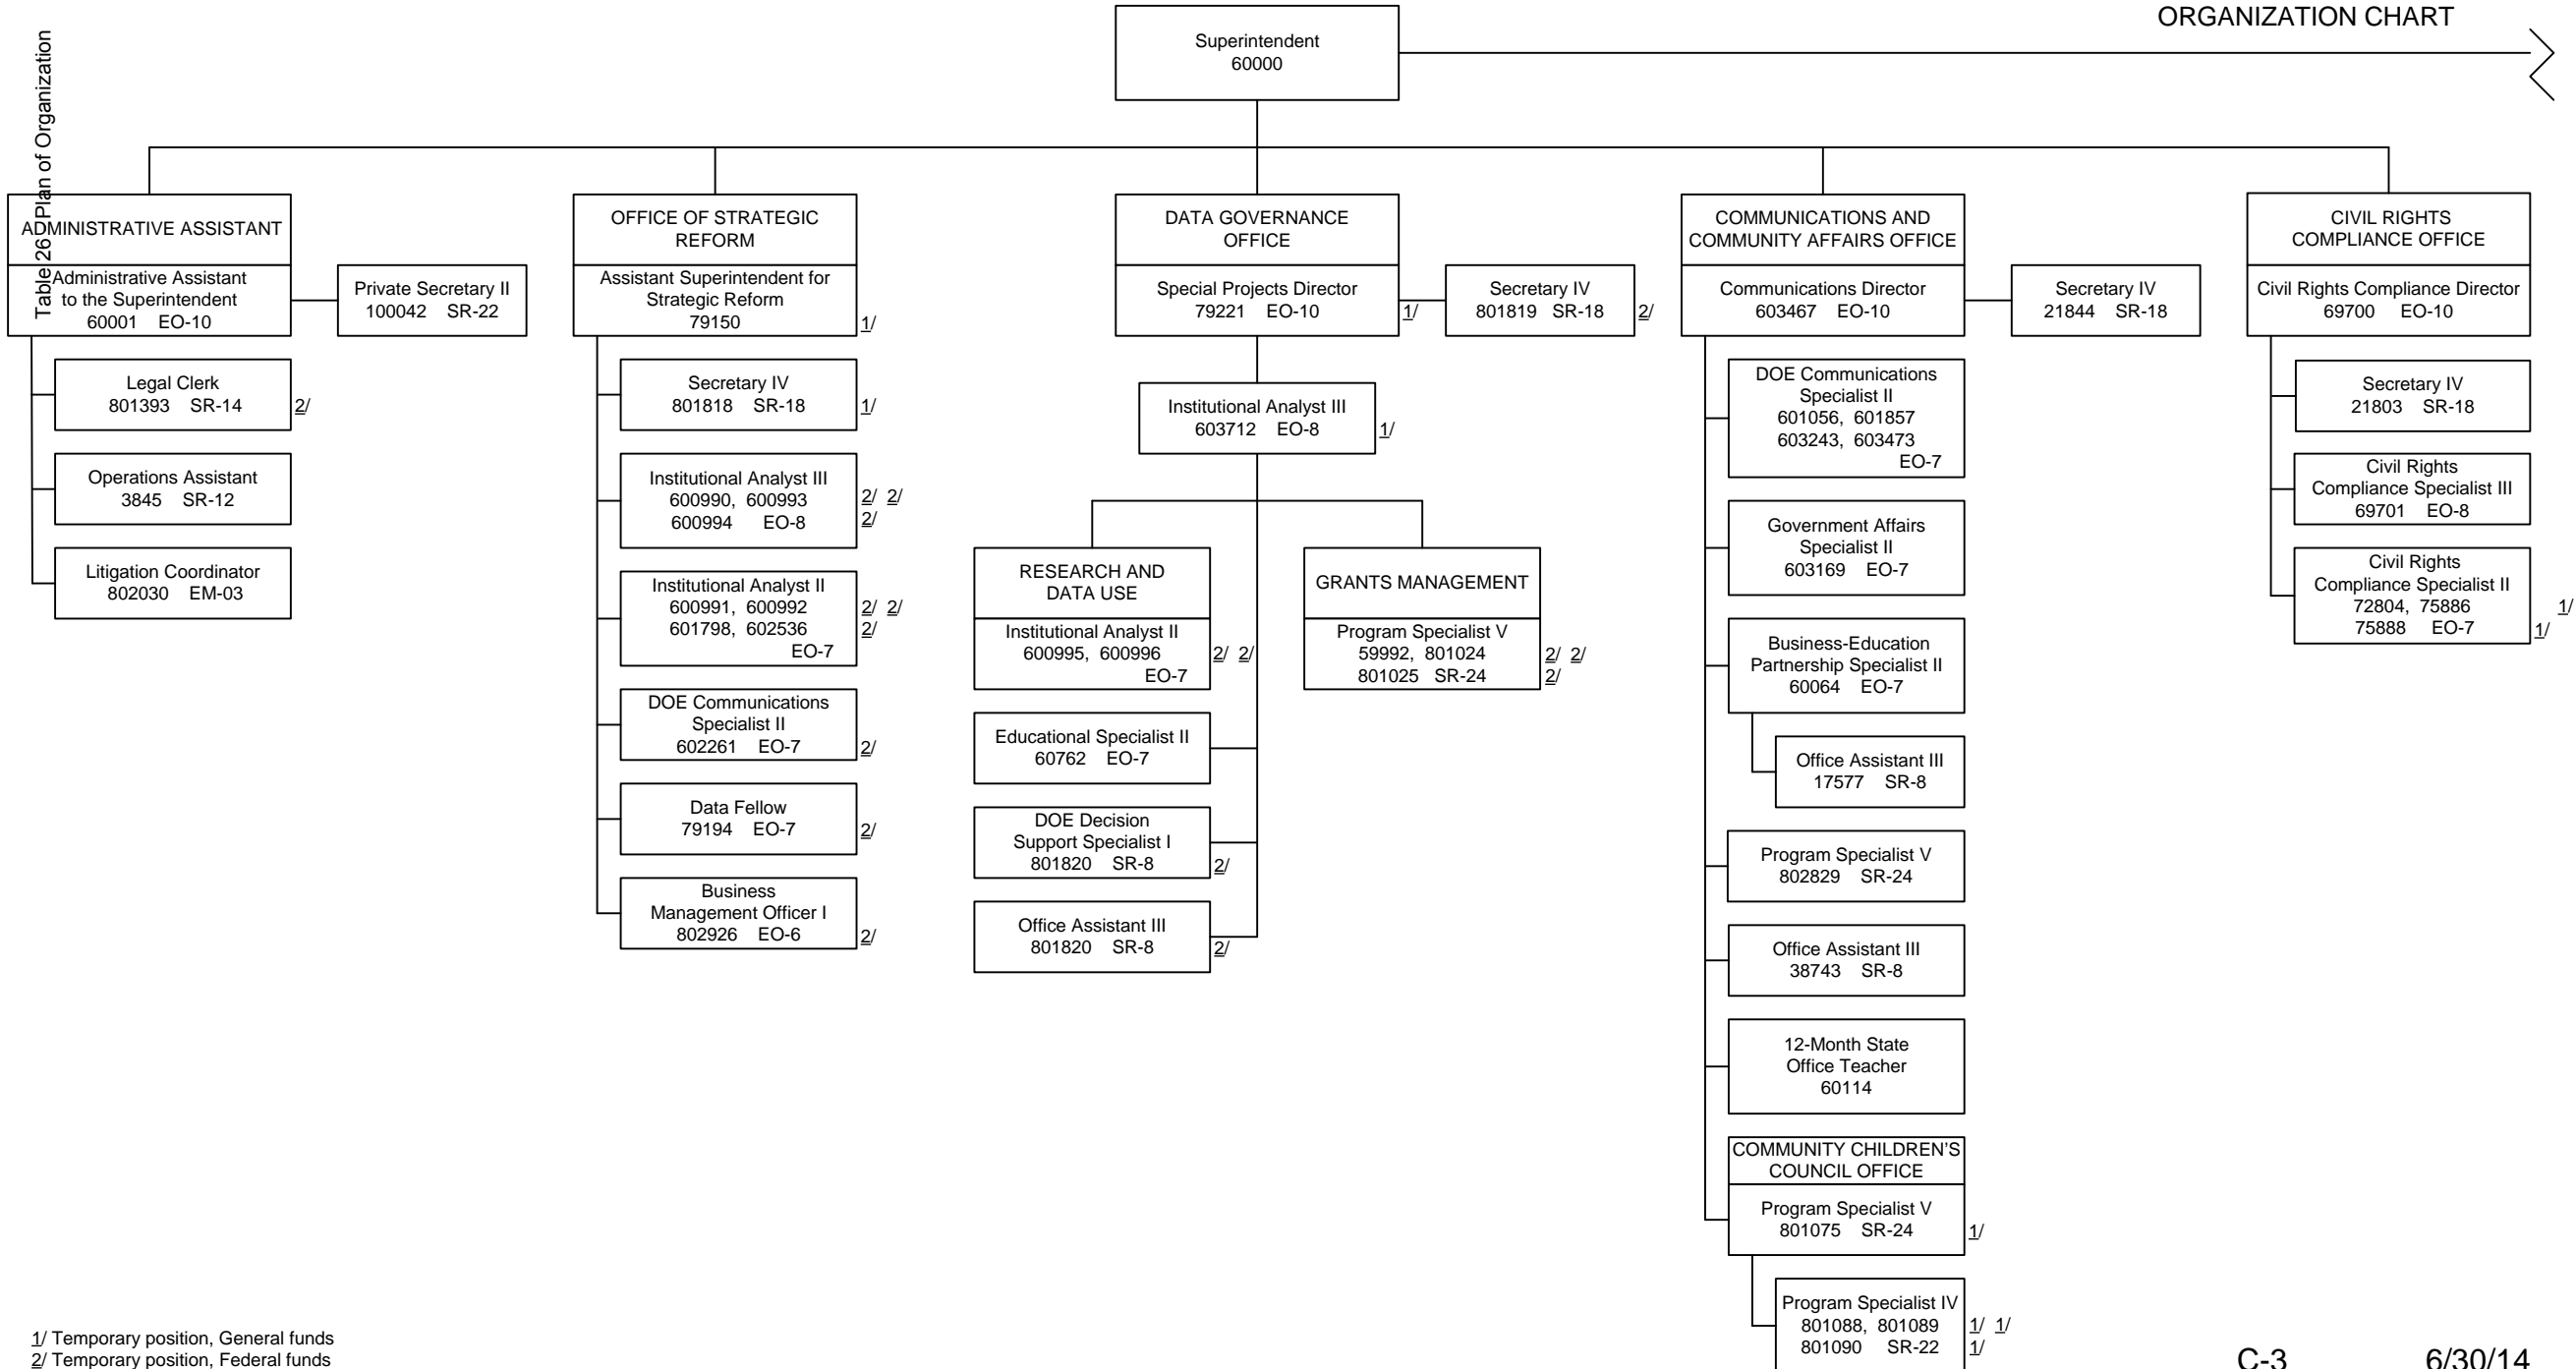 ORGANIZATION CHART
Table 26 Plan of Organization
Superintendent
60000
ADMINISTRATIVE ASSISTANT
Administrative Assistant
to the Superintendent
60001 EO-10
Private Secretary II
100042 SR-22
Legal Clerk
801393 SR-14 2/
Operations Assistant
3845 SR-12
Litigation Coordinator
802030 EM-03
OFFICE OF STRATEGIC
REFORM
Assistant Superintendent for
Strategic Reform
79150 1/
Secretary IV
801818 SR-18 1/
Institutional Analyst III
600990, 600993 2/ 2/
600994 EO-8 2/
Institutional Analyst II
600991, 600992 2/ 2/
601798, 602536 2/
EO-7
DOE Communications
Specialist II
602261 EO-7 2/
Data Fellow
79194 EO-7 2/
Business
Management Officer I
802926 EO-6 2/
DATA GOVERNANCE
OFFICE
Special Projects Director
79221 EO-10 1/
Secretary IV
801819 SR-18 2/
Institutional Analyst III
603712 EO-8 1/
RESEARCH AND
DATA USE
Institutional Analyst II
600995, 600996 2/ 2/
EO-7
GRANTS MANAGEMENT
Program Specialist V
59992, 801024 2/ 2/
801025 SR-24 2/
Educational Specialist II
60762 EO-7
DOE Decision
Support Specialist I
801820 SR-8 2/
Office Assistant III
801820 SR-8 2/
COMMUNICATIONS AND
COMMUNITY AFFAIRS OFFICE
Communications Director
603467 EO-10
Secretary IV
21844 SR-18
DOE Communications
Specialist II
601056, 601857
603243, 603473
EO-7
Government Affairs
Specialist II
603169 EO-7
Business-Education
Partnership Specialist II
60064 EO-7
Office Assistant III
17577 SR-8
Program Specialist V
802829 SR-24
Office Assistant III
38743 SR-8
12-Month State
Office Teacher
60114
COMMUNITY CHILDREN'S
COUNCIL OFFICE
Program Specialist V
801075 SR-24 1/
Program Specialist IV
801088, 801089 1/ 1/
801090 SR-22 1/
CIVIL RIGHTS
COMPLIANCE OFFICE
Civil Rights Compliance Director
69700 EO-10
Secretary IV
21803 SR-18
Civil Rights
Compliance Specialist III
69701 EO-8
Civil Rights
Compliance Specialist II
72804, 75886 1/
75888 EO-7 1/
1/ Temporary position, General funds
2/ Temporary position, Federal funds
C-3 6/30/14